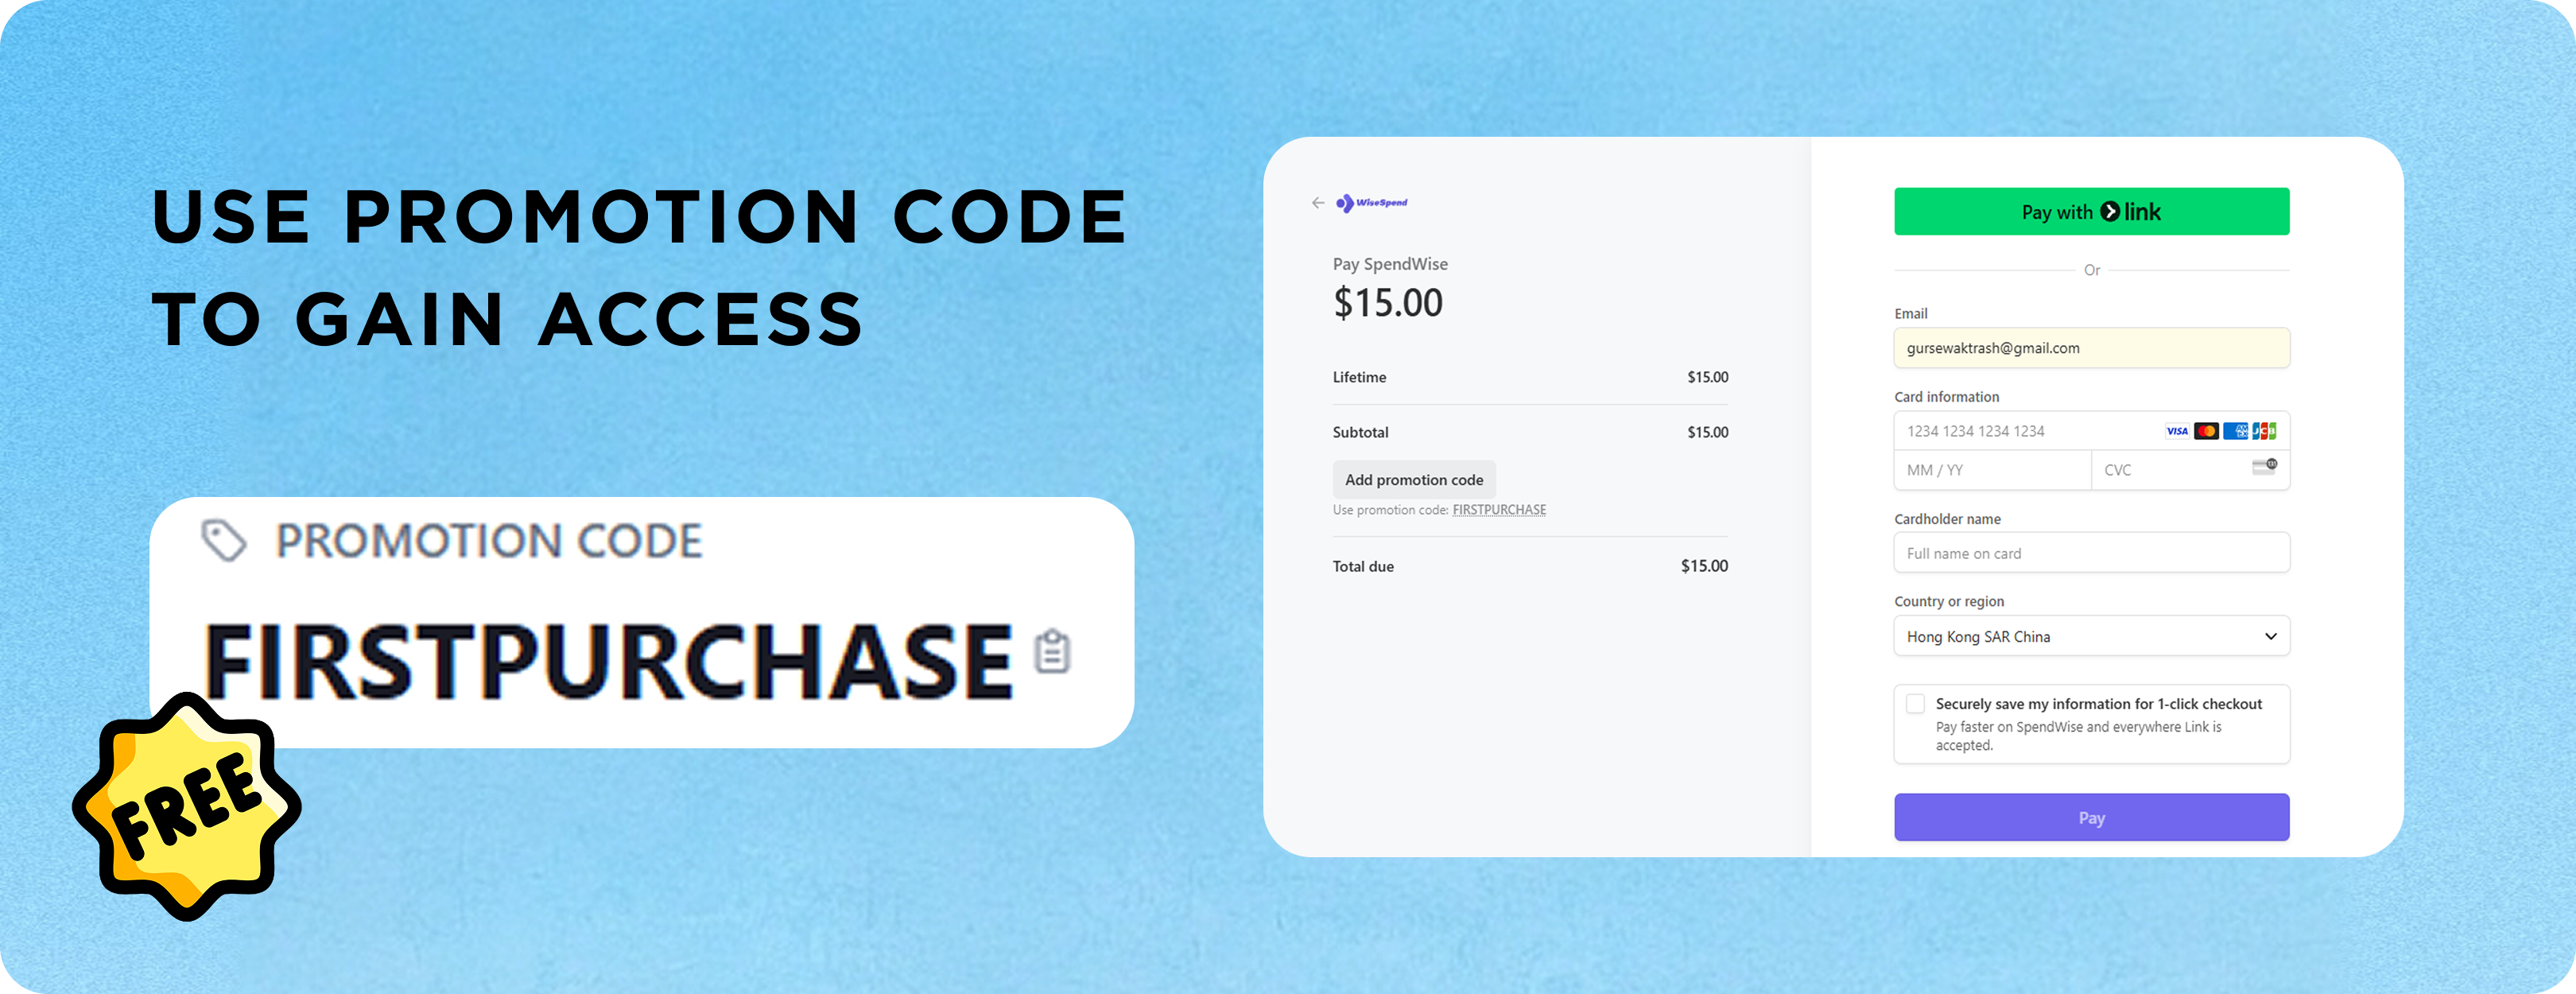 USE PROMOTION CODE
TO GAIN ACCESS
PROMOTION CODE
FIRSTPURCHASE
FREE
WiseSpend
Pay SpendWise
$15.00
Lifetime $15.00
Subtotal $15.00
Add promotion code
Use promotion code: FIRSTPURCHASE
Total due $15.00
Pay with link
Or
Email
gursewaktrash@gmail.com
Card information
1234 1234 1234 1234 VISA JCB
MM / YY CVC
Cardholder name
Full name on card
Country or region
Hong Kong SAR China
Securely save my information for 1-click checkout
Pay faster on SpendWise and everywhere Link is
accepted.
Pay